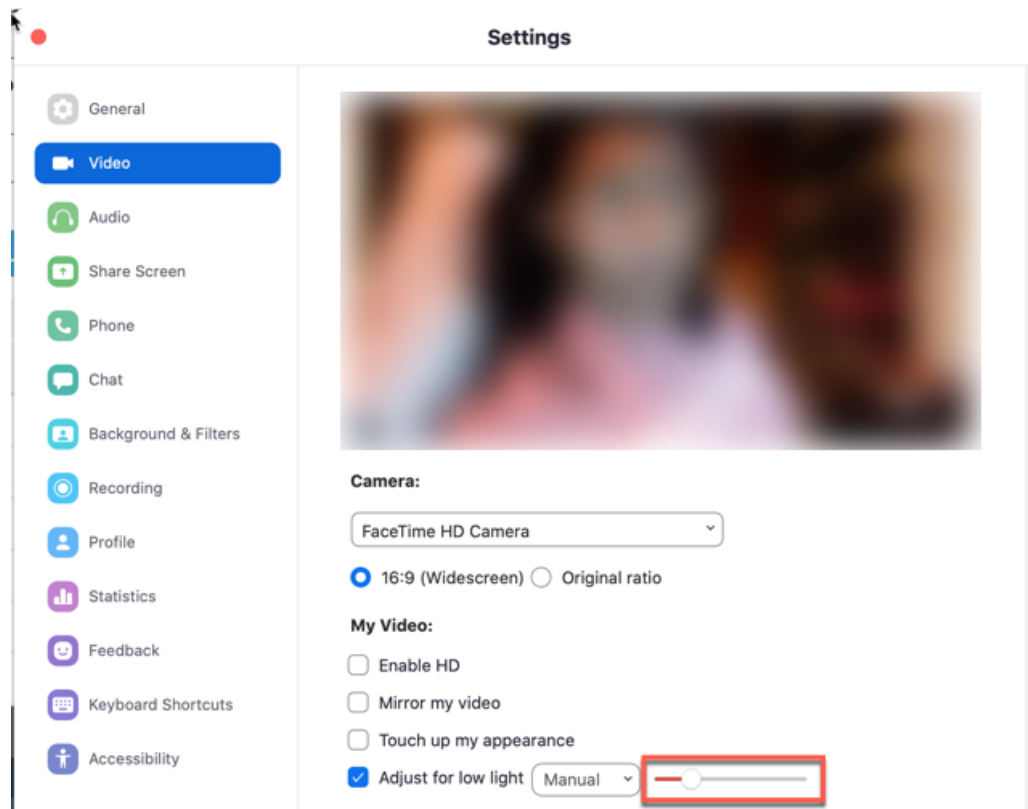 Settings
General
Video
Audio
Share Screen
Phone
Chat
Background & Filters
Recording
Profile
Statistics
Feedback
Keyboard Shortcuts
Accessibility
Camera:
FaceTime HD Camera
16:9 (Widescreen) Original ratio
My Video:
Enable HD
Mirror my video
Touch up my appearance
Adjust for low light Manual